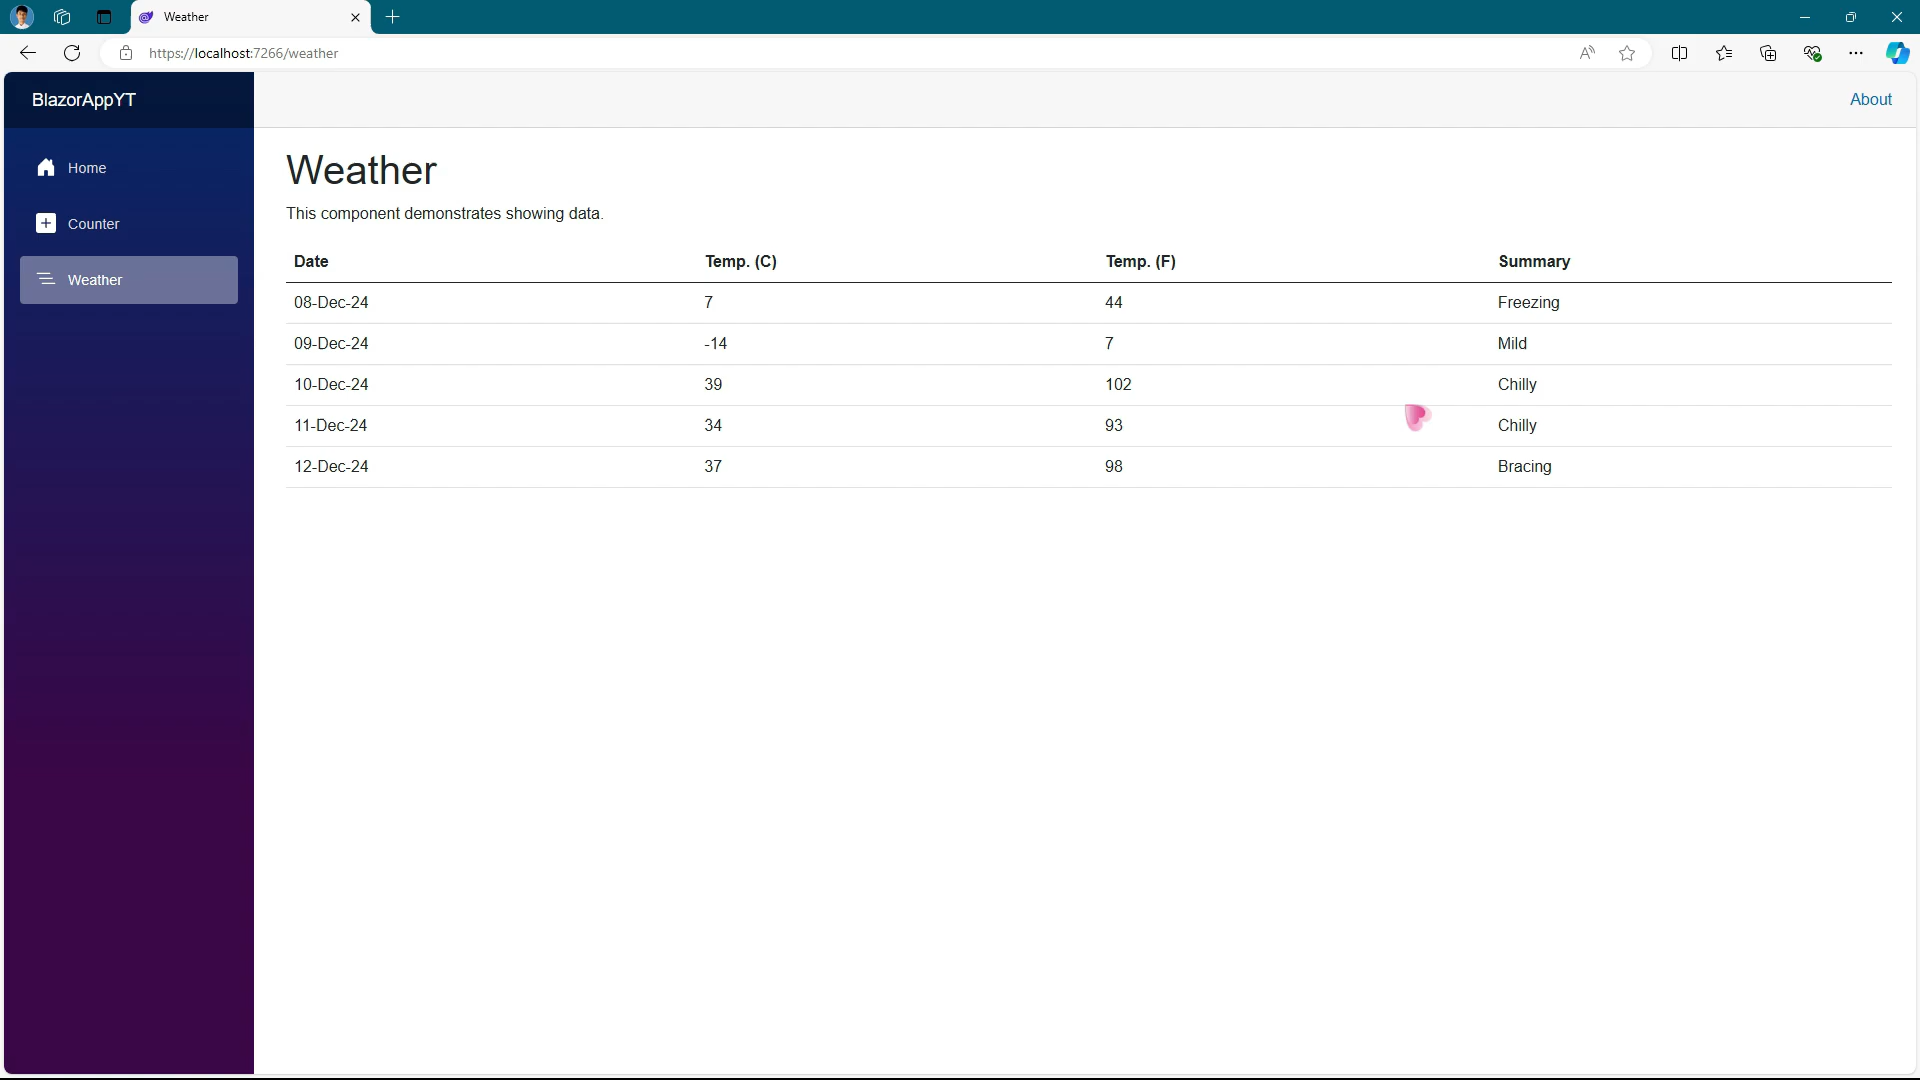 Weather
https://localhost:7266/weather
BlazorAppYT
About
Home
Counter
Weather
Weather
This component demonstrates showing data.
Date Temp. (C) Temp. (F) Summary
08-Dec-24 7 44 Freezing
09-Dec-24 -14 7 Mild
10-Dec-24 39 102 Chilly
11-Dec-24 34 93 Chilly
12-Dec-24 37 98 Bracing